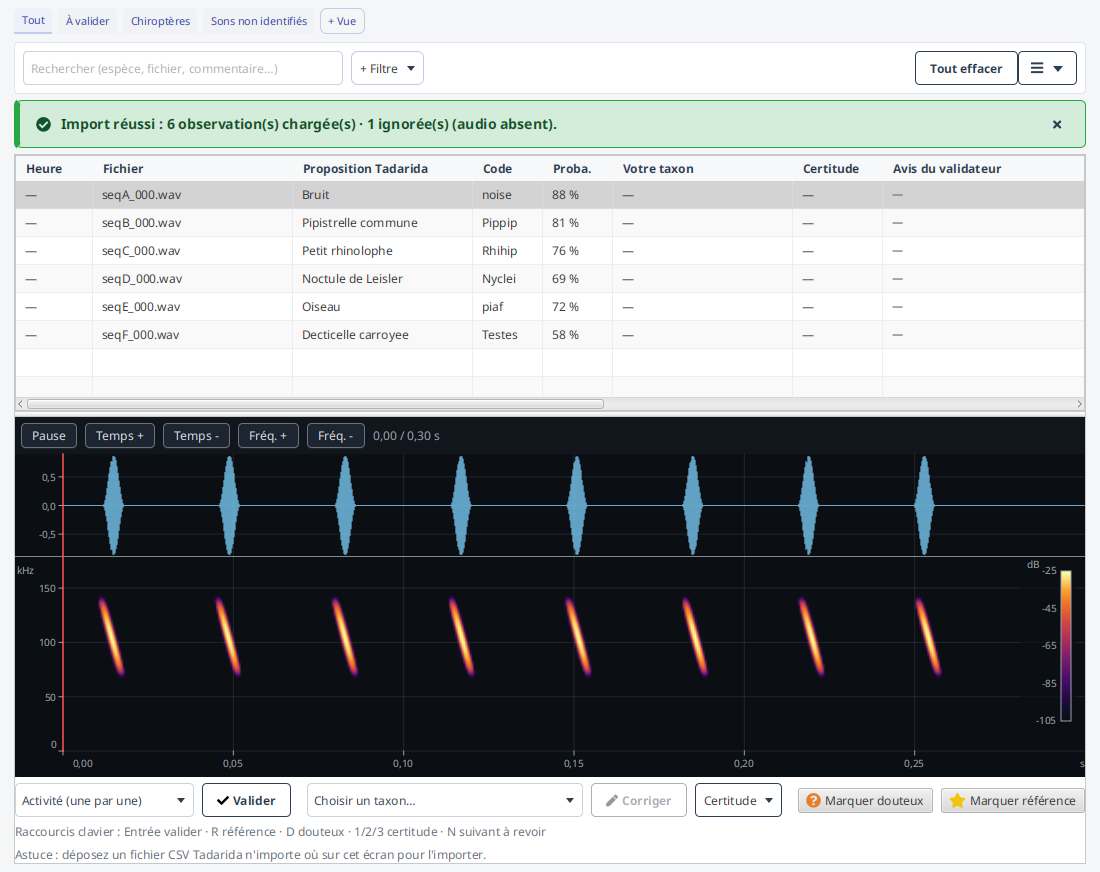 Tout À valider Chiroptères Sons non identifiés + Vue
Rechercher (espèce, fichier, commentaire...) + Filtre Tout effacer
Import réussi : 6 observation(s) chargée(s) · 1 ignorée(s) (audio absent).
Heure Fichier Proposition Tadarida Code Proba. Votre taxon Certitude Avis du validateur
— seqA_000.wav Bruit noise 88 % — — —
— seqB_000.wav Pipistrelle commune Pippip 81 % — — —
— seqC_000.wav Petit rhinolophe Rhihip 76 % — — —
— seqD_000.wav Noctule de Leisler Nyclei 69 % — — —
— seqE_000.wav Oiseau piaf 72 % — — —
— seqF_000.wav Decticelle carroyee Testes 58 % — — —
Pause Temps + Temps - Fréq. + Fréq. - 0,00 / 0,30 s
0,5
0,0
-0,5
kHz dB -25
150
-45
100
-65
50
-85
-105
0
0,00 0,05 0,10 0,15 0,20 0,25 s
Activité (une par une) Valider Choisir un taxon... Corriger Certitude Marquer douteux Marquer référence
Raccourcis clavier : Entrée valider · R référence · D douteux · 1/2/3 certitude · N suivant à revoir
Astuce : déposez un fichier CSV Tadarida n'importe où sur cet écran pour l'importer.